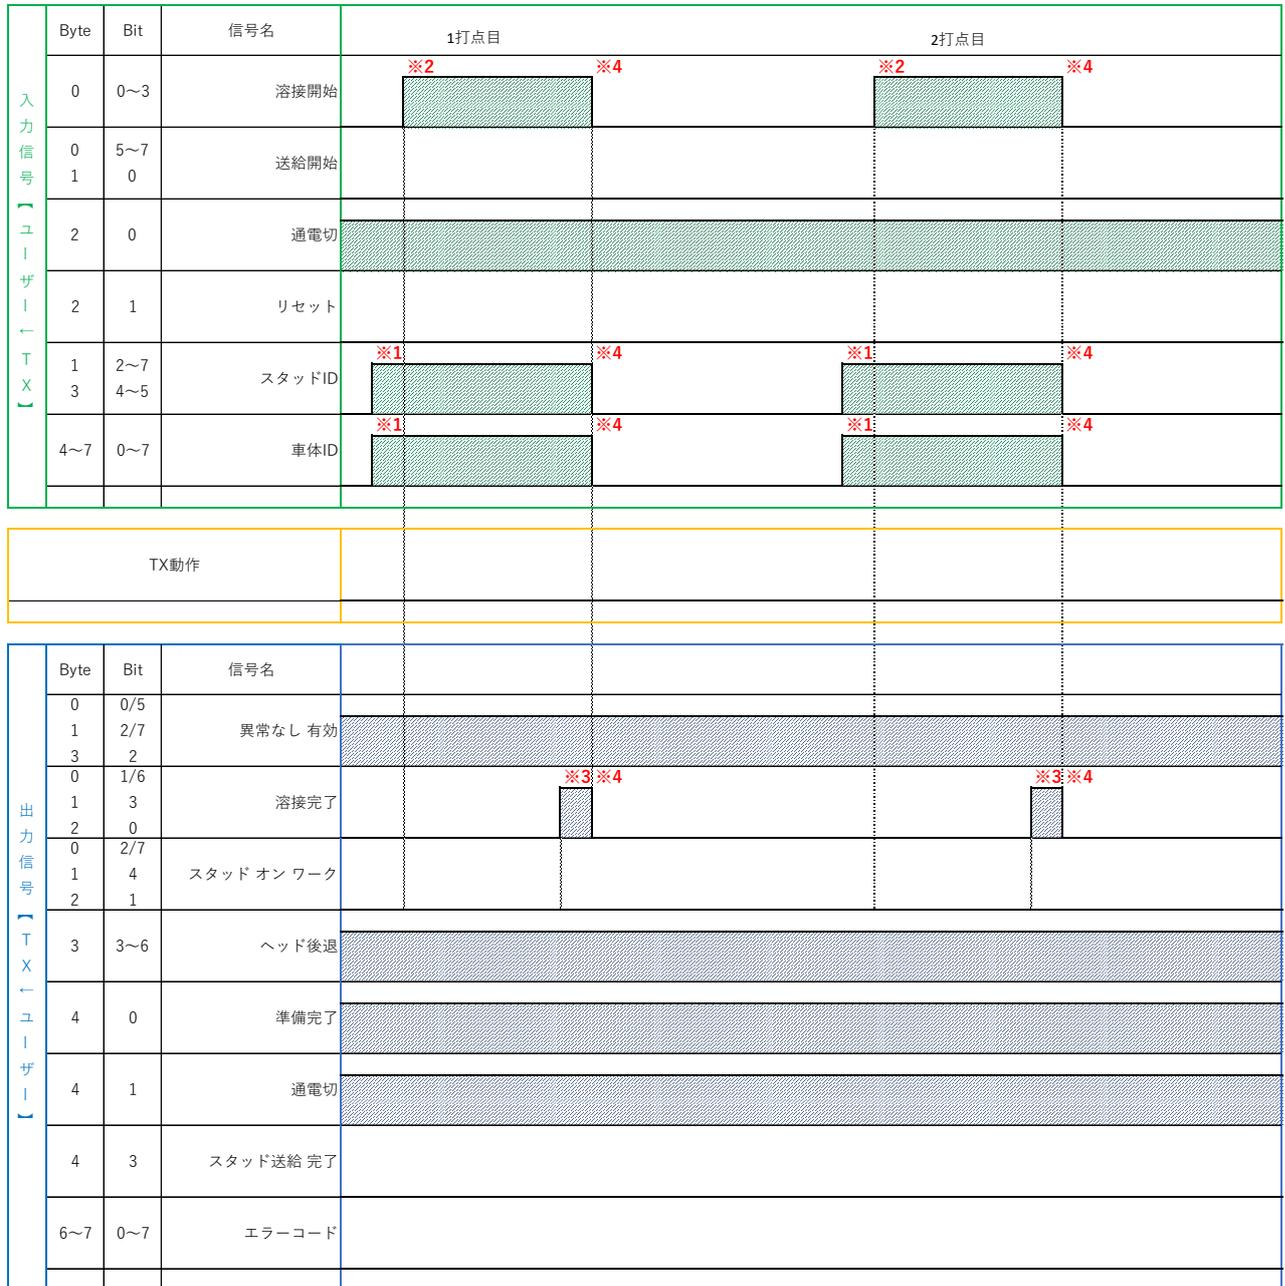 Byte Bit 信号名 1打点目 2打点目
※2 ※4 ※2 ※4
0 0～3 溶接開始
0 5～7
1 0
送給開始
2 0 通電切
2 1 リセット
※1 ※4 ※1 ※4
1 2～7
3 4～5
スタッドID
※1 ※4 ※1 ※4
4～7 0～7 車体ID
入力信号【ユーザー←TX】
TX動作
Byte Bit 信号名
0 0/5
1 2/7
3 2
異常なし 有効
※3 ※4 ※3 ※4
0 1/6
1 3
2 0
溶接完了
0 2/7
1 4
2 1
スタッド オン ワーク
3 3～6 ヘッド後退
4 0 準備完了
4 1 通電切
4 3 スタッド送給 完了
6～7 0～7 エラーコード
出力信号【TX←ユーザー】